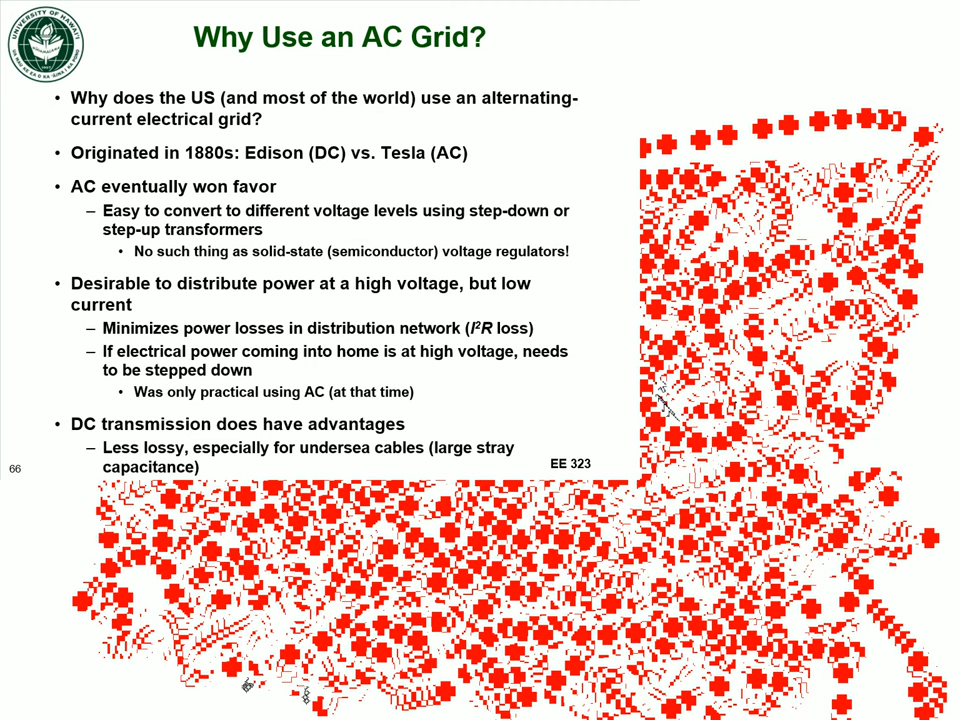 Why Use an AC Grid?
• Why does the US (and most of the world) use an alternating-
current electrical grid?
• Originated in 1880s: Edison (DC) vs. Tesla (AC)
• AC eventually won favor
– Easy to convert to different voltage levels using step-down or
step-up transformers
• No such thing as solid-state (semiconductor) voltage regulators!
• Desirable to distribute power at a high voltage, but low
current
– Minimizes power losses in distribution network (I²R loss)
– If electrical power coming into home is at high voltage, needs
to be stepped down
• Was only practical using AC (at that time)
• DC transmission does have advantages
– Less lossy, especially for undersea cables (large stray
capacitance)
EE 323
66
UNIVERSITY OF HAWAI'I